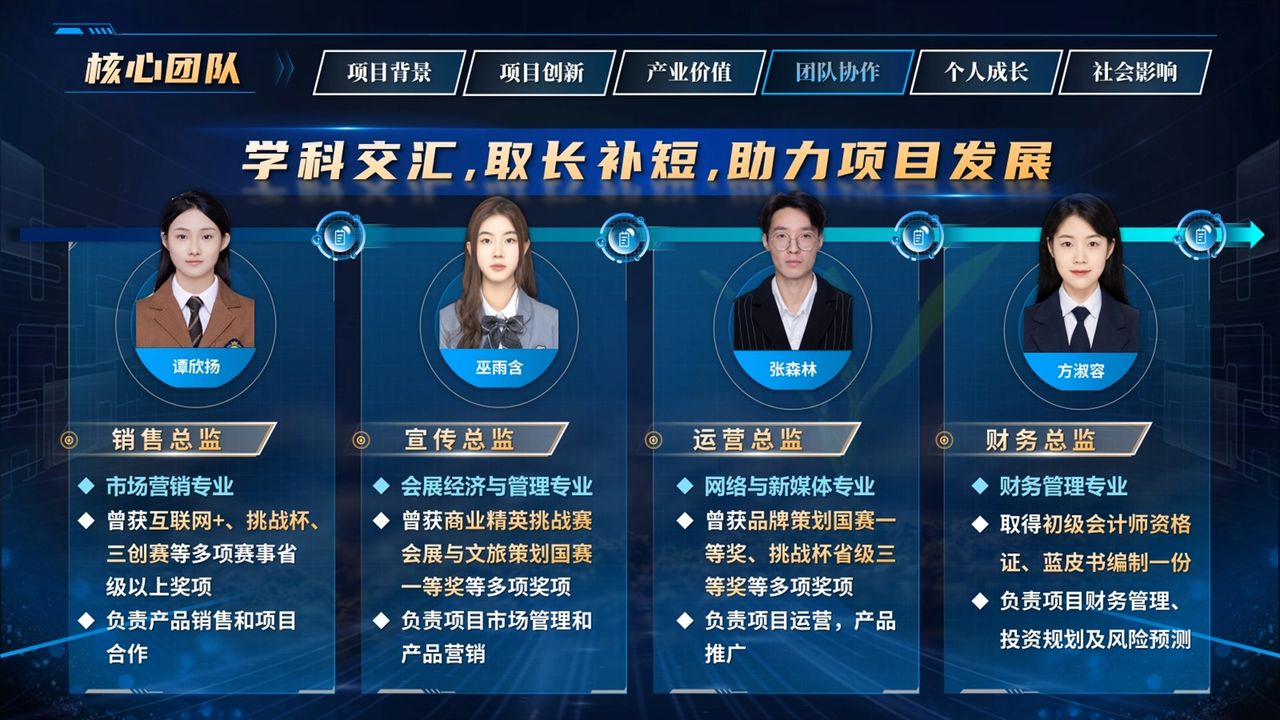 核心团队
项目背景
项目创新
产业价值
团队协作
个人成长
社会影响
学科交汇,取长补短,助力项目发展
谭欣扬
销售总监
市场营销专业
曾获互联网+、挑战杯、
三创赛等多项赛事省
级以上奖项
负责产品销售和项目
合作
巫雨含
宣传总监
会展经济与管理专业
曾获商业精英挑战赛
会展与文旅策划国赛
一等奖等多项奖项
负责项目市场管理和
产品营销
张森林
运营总监
网络与新媒体专业
曾获品牌策划国赛一
等奖、挑战杯省级三
等奖等多项奖项
负责项目运营，产品
推广
方淑容
财务总监
财务管理专业
取得初级会计师资格
证、蓝皮书编制一份
负责项目财务管理、
投资规划及风险预测